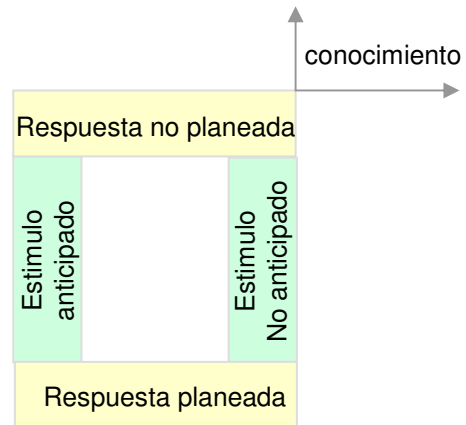 conocimiento
Respuesta no planeada
Estimulo
anticipado
Estimulo
No anticipado
Respuesta planeada